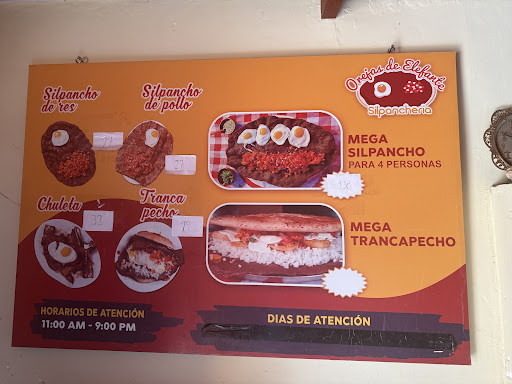 Silpancho
de res
Silpancho
de pollo
Orejas de Elefante
Silpancheria
22
MEGA
SILPANCHO
PARA 4 PERSONAS
Chuleta
Tranca
pecho
MEGA
TRANCAPECHO
HORARIOS DE ATENCIÓN
11:00 AM - 9:00 PM
DIAS DE ATENCIÓN